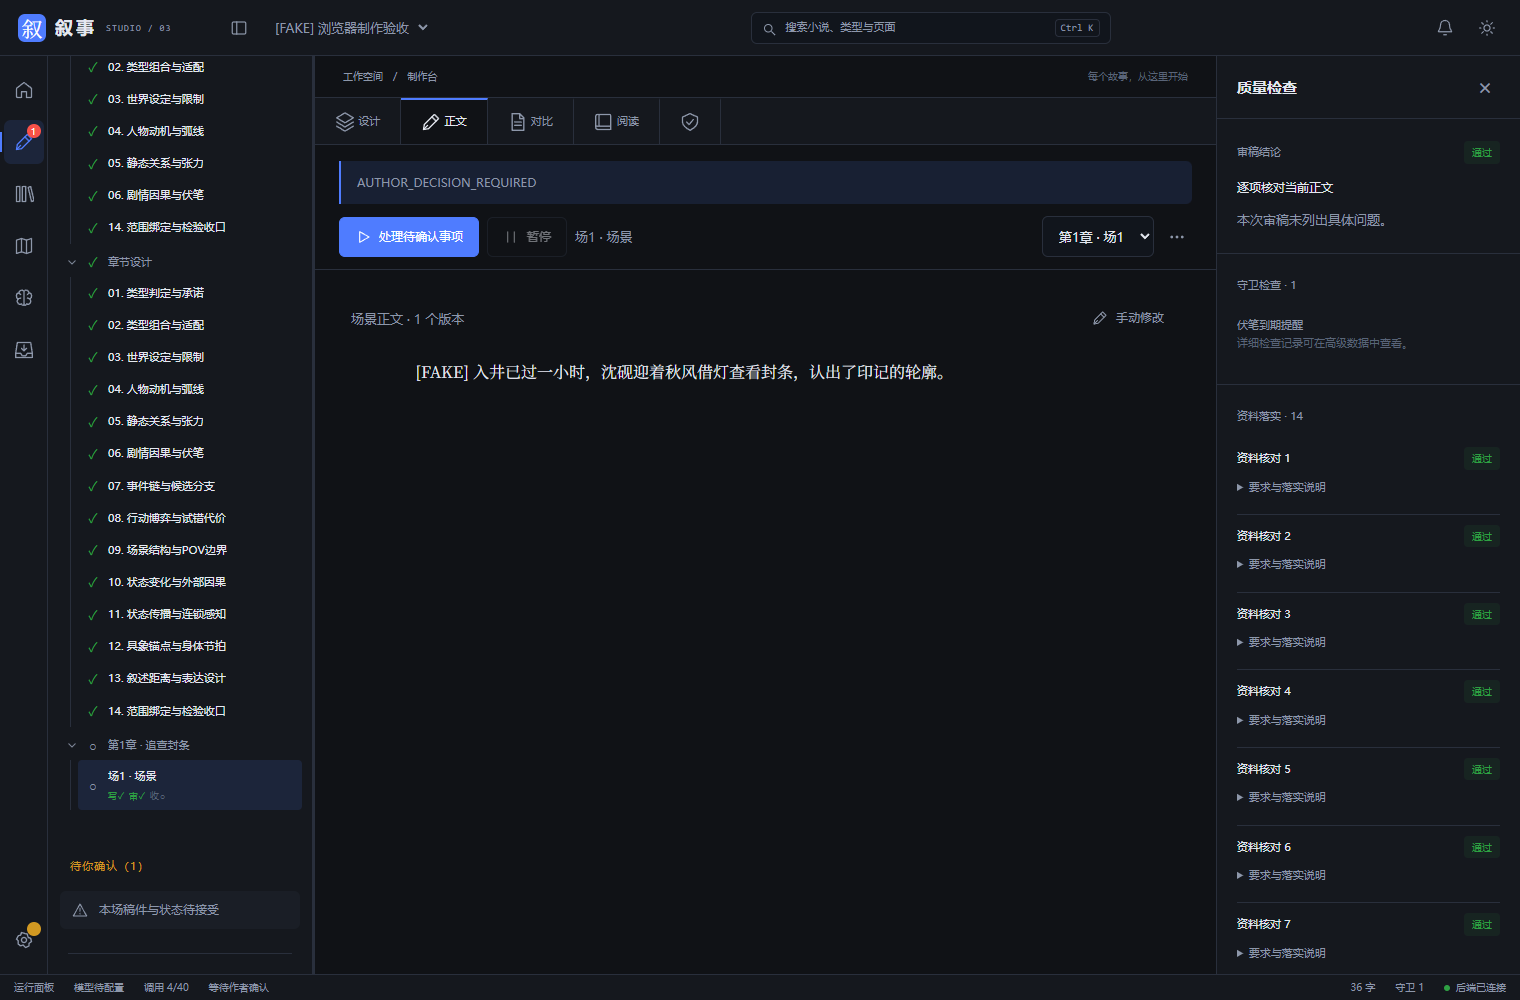 叙 叙事 STUDIO / 03
[FAKE] 浏览器制作验收
搜索小说、类型与页面 Ctrl K
1
02. 类型组合与适配
03. 世界设定与限制
04. 人物动机与弧线
05. 静态关系与张力
06. 剧情因果与伏笔
14. 范围绑定与检验收口
章节设计
01. 类型判定与承诺
02. 类型组合与适配
03. 世界设定与限制
04. 人物动机与弧线
05. 静态关系与张力
06. 剧情因果与伏笔
07. 事件链与候选分支
08. 行动博弈与试错代价
09. 场景结构与POV边界
10. 状态变化与外部因果
11. 状态传播与连锁感知
12. 具象锚点与身体节拍
13. 叙述距离与表达设计
14. 范围绑定与检验收口
第1章 · 追查封条
场1 · 场景
写✓ 审✓ 收○
待你确认（1）
本场稿件与状态待接受
工作空间 / 制作台
每个故事，从这里开始
设计
正文
对比
阅读
AUTHOR_DECISION_REQUIRED
处理待确认事项
暂停
场1 · 场景
第1章 · 场1
场景正文 · 1 个版本
手动修改
[FAKE] 入井已过一小时，沈砚迎着秋风借灯查看封条，认出了印记的轮廓。
质量检查
审稿结论 通过
逐项核对当前正文
本次审稿未列出具体问题。
守卫检查 · 1
伏笔到期提醒
详细检查记录可在高级数据中查看。
资料落实 · 14
资料核对 1 通过
要求与落实说明
资料核对 2 通过
要求与落实说明
资料核对 3 通过
要求与落实说明
资料核对 4 通过
要求与落实说明
资料核对 5 通过
要求与落实说明
资料核对 6 通过
要求与落实说明
资料核对 7 通过
要求与落实说明
运行面板 模型待配置 调用 4/40 等待作者确认
36 字 守卫 1 后端已连接